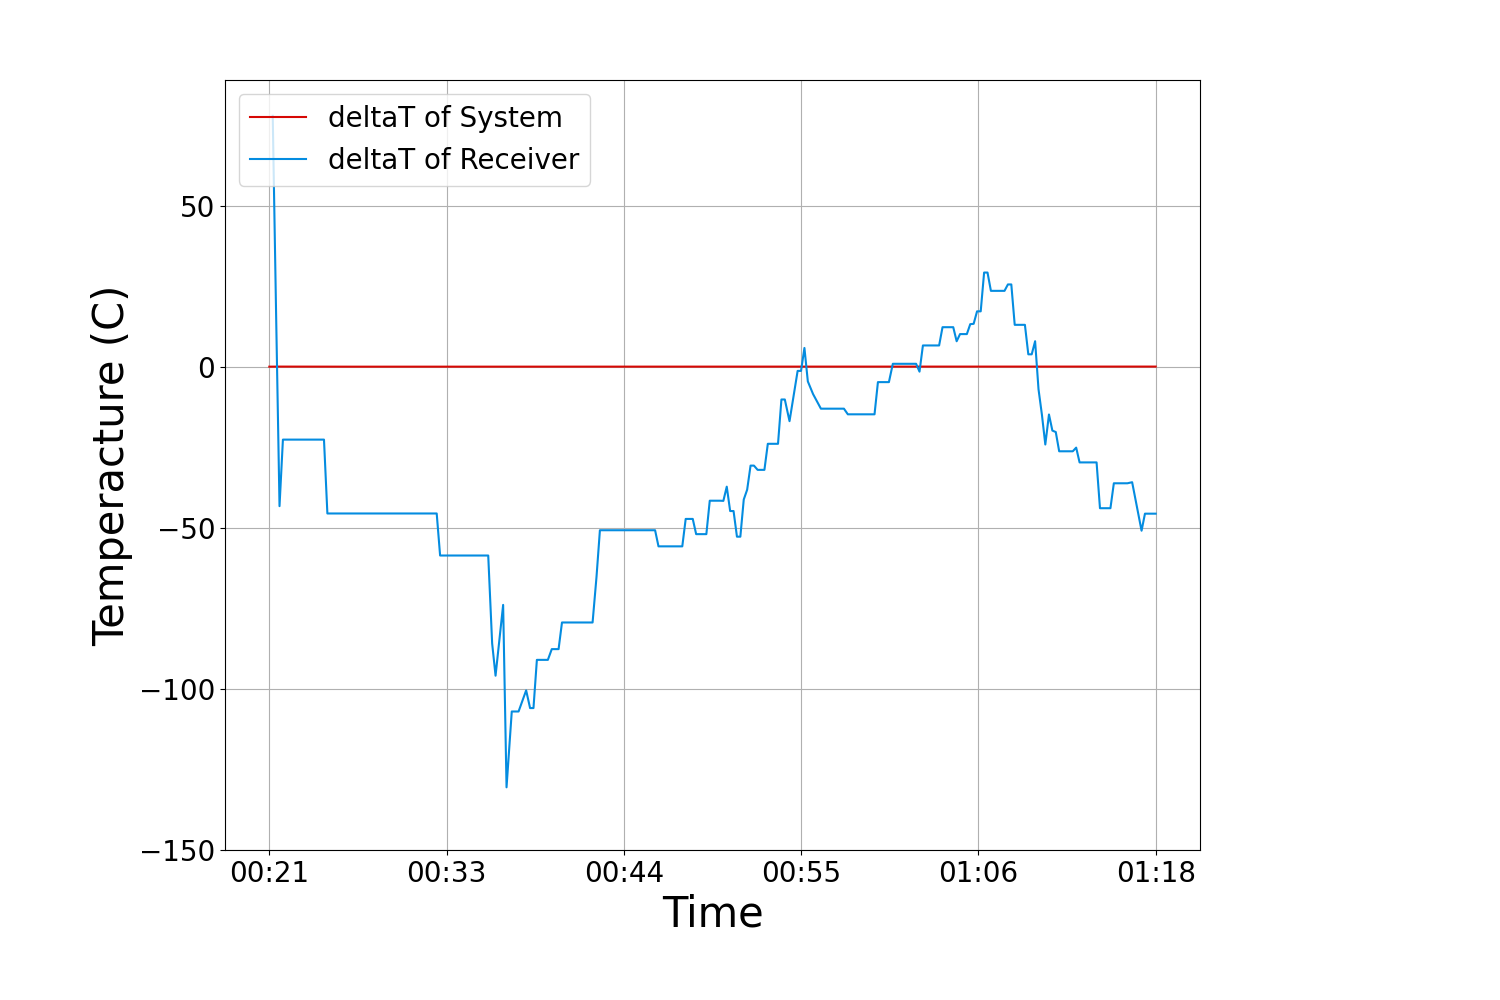 deltaT of System
deltaT of Receiver
50
0
−50
−100
−150
Temperacture (C)
00:21 00:33 00:44 00:55 01:06 01:18
Time